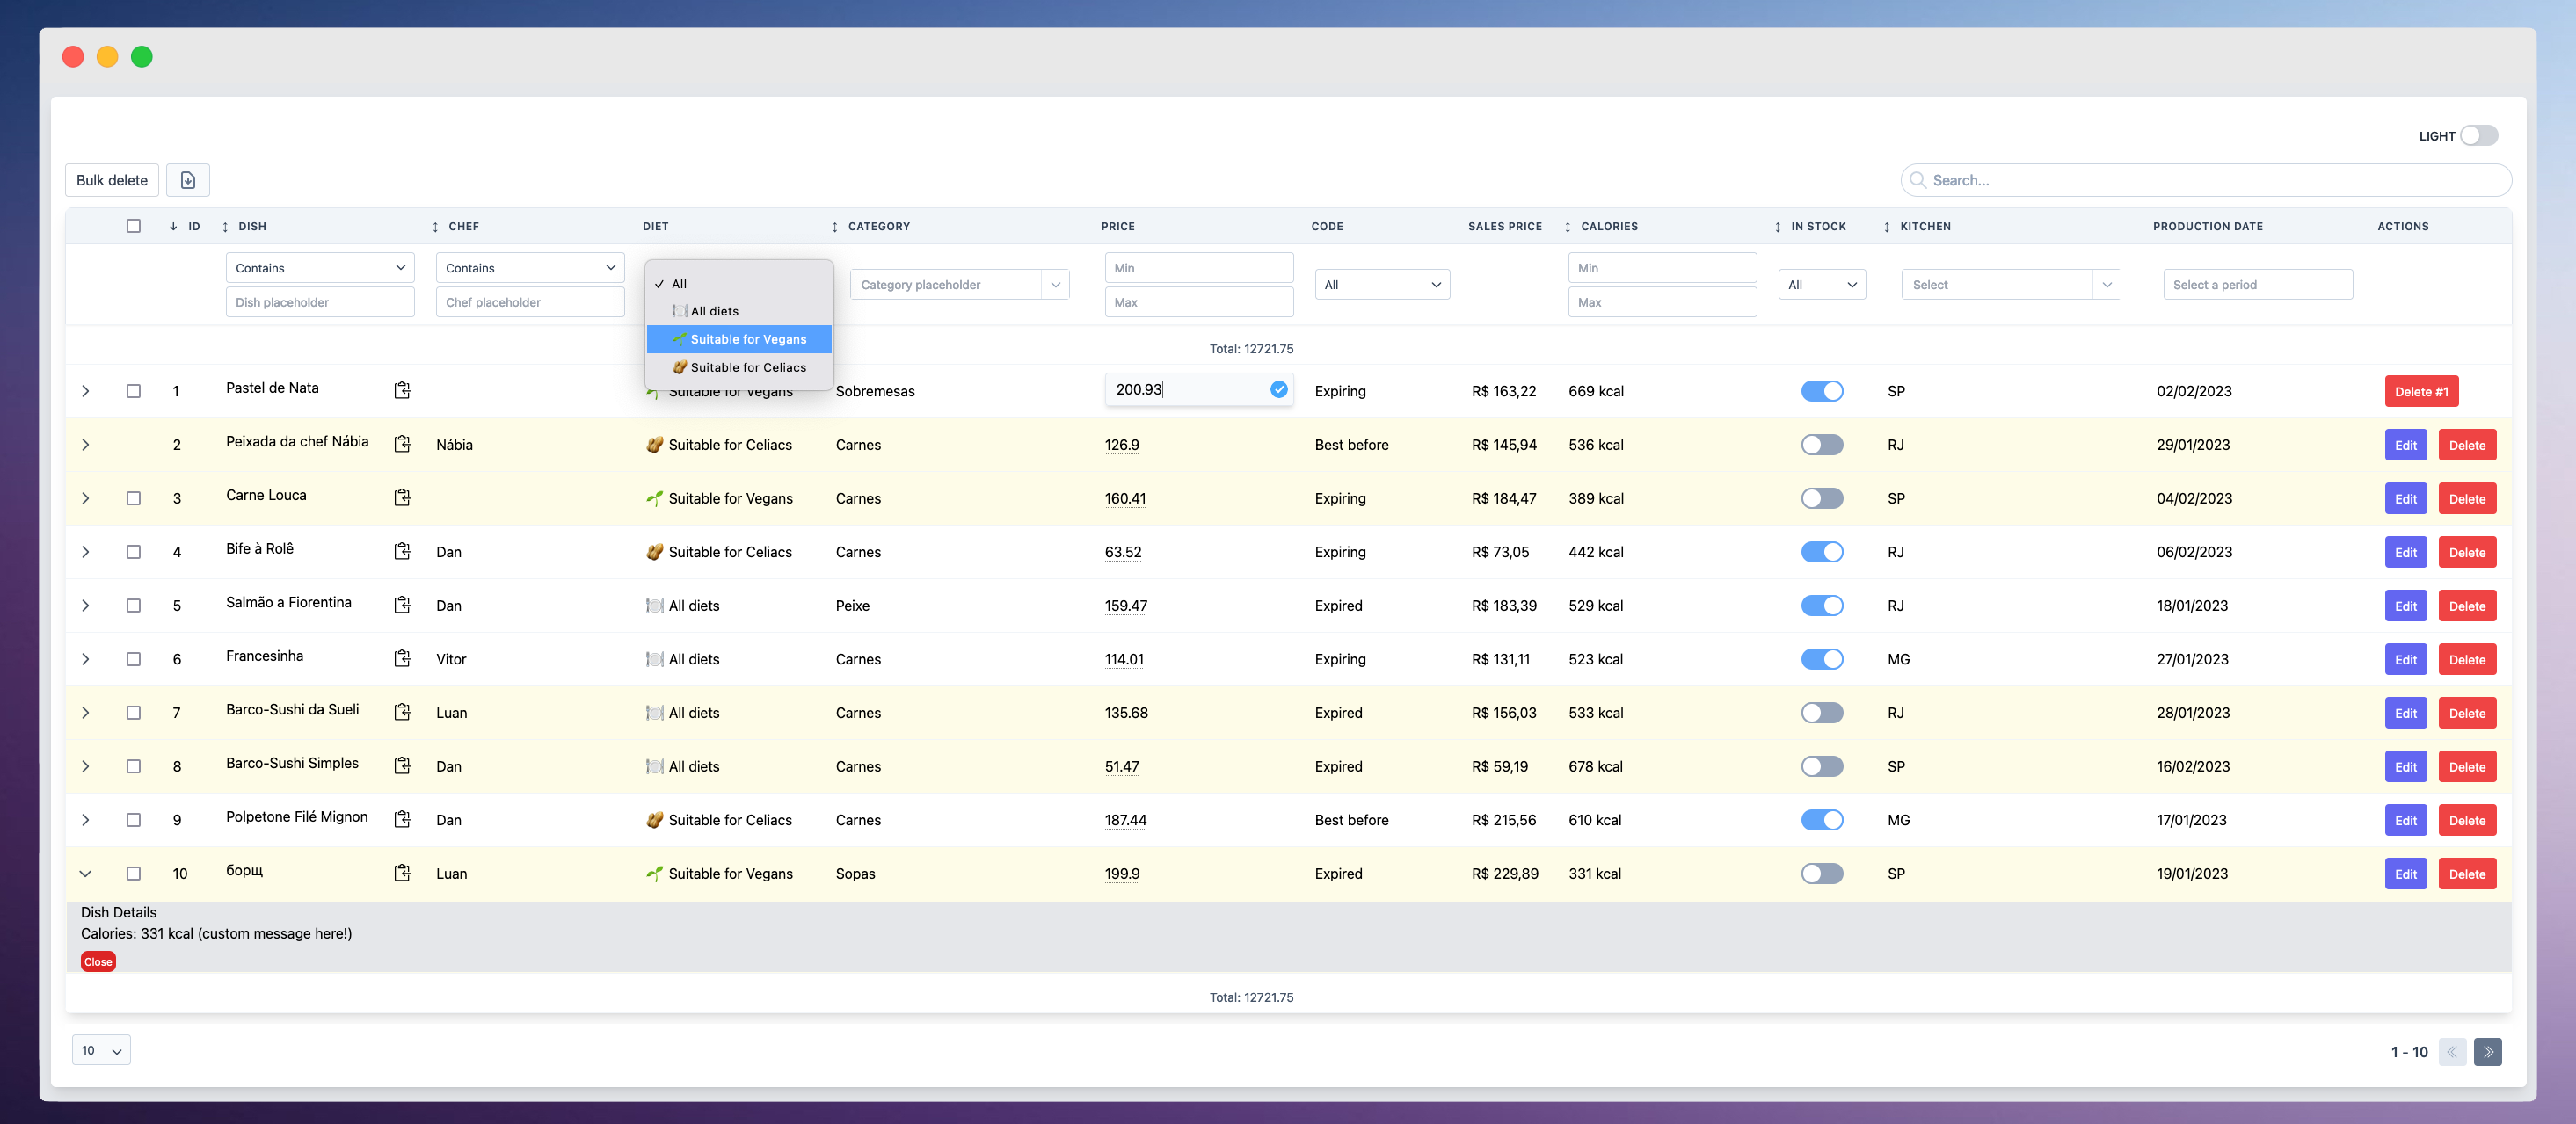 LIGHT
Bulk delete
Search...
ID DISH CHEF DIET CATEGORY PRICE CODE SALES PRICE CALORIES IN STOCK KITCHEN PRODUCTION DATE ACTIONS
Contains Contains Min Min
Dish placeholder Chef placeholder Category placeholder Max All Max All Select Select a period
All
All diets
Suitable for Vegans
Suitable for Celiacs
Total: 12721.75
1 Pastel de Nata Suitable for Vegans Sobremesas 200.93 Expiring R$ 163,22 669 kcal SP 02/02/2023 Delete #1
2 Peixada da chef Nábia Nábia Suitable for Celiacs Carnes 126.9 Best before R$ 145,94 536 kcal RJ 29/01/2023 Edit Delete
3 Carne Louca Suitable for Vegans Carnes 160.41 Expiring R$ 184,47 389 kcal SP 04/02/2023 Edit Delete
4 Bife à Rolê Dan Suitable for Celiacs Carnes 63.52 Expiring R$ 73,05 442 kcal RJ 06/02/2023 Edit Delete
5 Salmão a Fiorentina Dan All diets Peixe 159.47 Expired R$ 183,39 529 kcal RJ 18/01/2023 Edit Delete
6 Francesinha Vitor All diets Carnes 114.01 Expiring R$ 131,11 523 kcal MG 27/01/2023 Edit Delete
7 Barco-Sushi da Sueli Luan All diets Carnes 135.68 Expired R$ 156,03 533 kcal RJ 28/01/2023 Edit Delete
8 Barco-Sushi Simples Dan All diets Carnes 51.47 Expired R$ 59,19 678 kcal SP 16/02/2023 Edit Delete
9 Polpetone Filé Mignon Dan Suitable for Celiacs Carnes 187.44 Best before R$ 215,56 610 kcal MG 17/01/2023 Edit Delete
10 борщ Luan Suitable for Vegans Sopas 199.9 Expired R$ 229,89 331 kcal SP 19/01/2023 Edit Delete
Dish Details
Calories: 331 kcal (custom message here!)
Close
Total: 12721.75
10
1 - 10